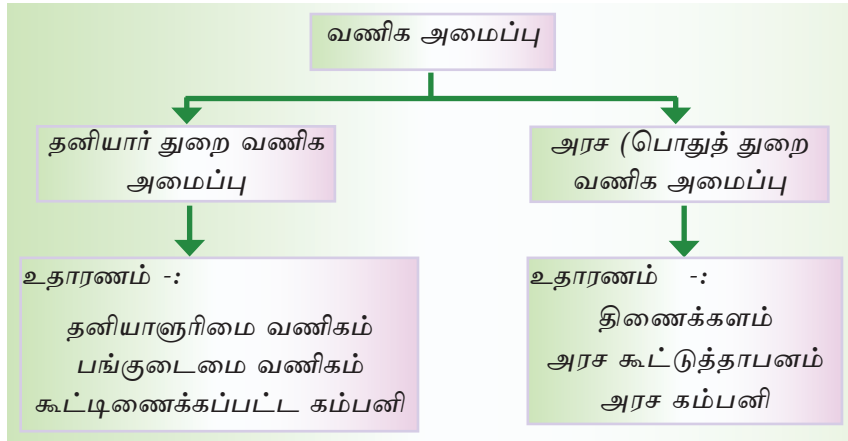 வணிக அமைப்பு
தனியார் துறை வணிக
அமைப்பு
அரச (பொதுத் துறை
வணிக அமைப்பு
உதாரணம் -:
தனியாளுரிமை வணிகம்
பங்குடைமை வணிகம்
கூட்டிணைக்கப்பட்ட கம்பனி
உதாரணம் -:
திணைக்களம்
அரச கூட்டுத்தாபனம்
அரச கம்பனி